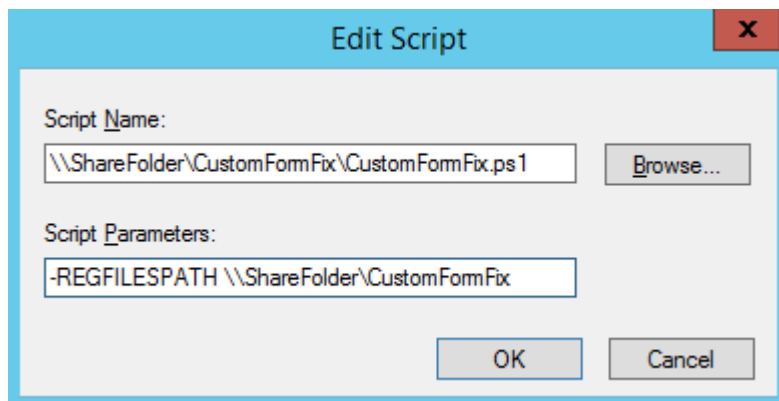 Edit Script
x
Script Name:
\\ShareFolder\CustomFormFix\CustomFormFix.ps1
Browse...
Script Parameters:
-REGFILESPATH \\ShareFolder\CustomFormFix
OK
Cancel